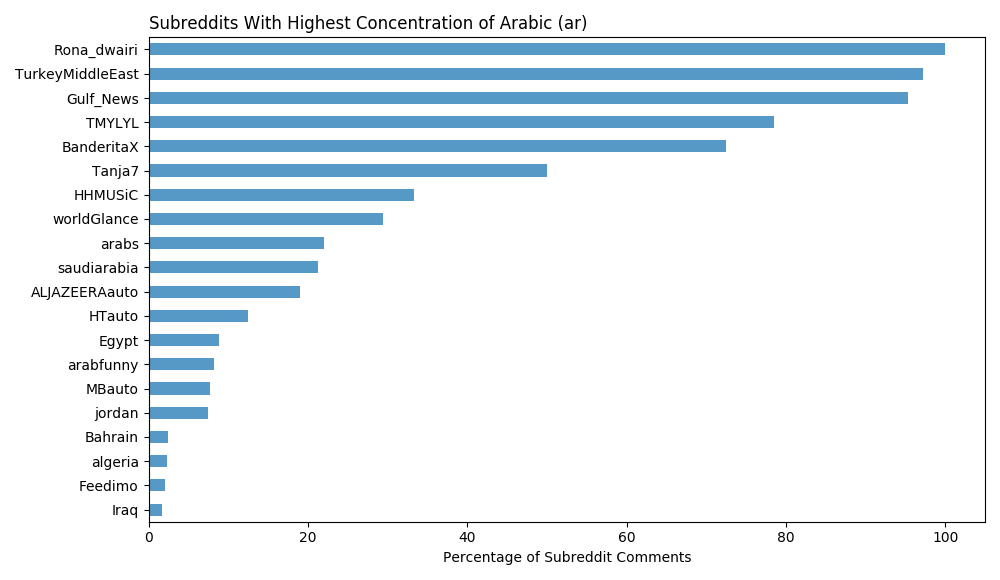 Subreddits With Highest Concentration of Arabic (ar)
Rona_dwairi
TurkeyMiddleEast
Gulf_News
TMYLYL
BanderitaX
Tanja7
HHMUSiC
worldGlance
arabs
saudiarabia
ALJAZEERAauto
HTauto
Egypt
arabfunny
MBauto
jordan
Bahrain
algeria
Feedimo
Iraq
0 20 40 60 80 100
Percentage of Subreddit Comments